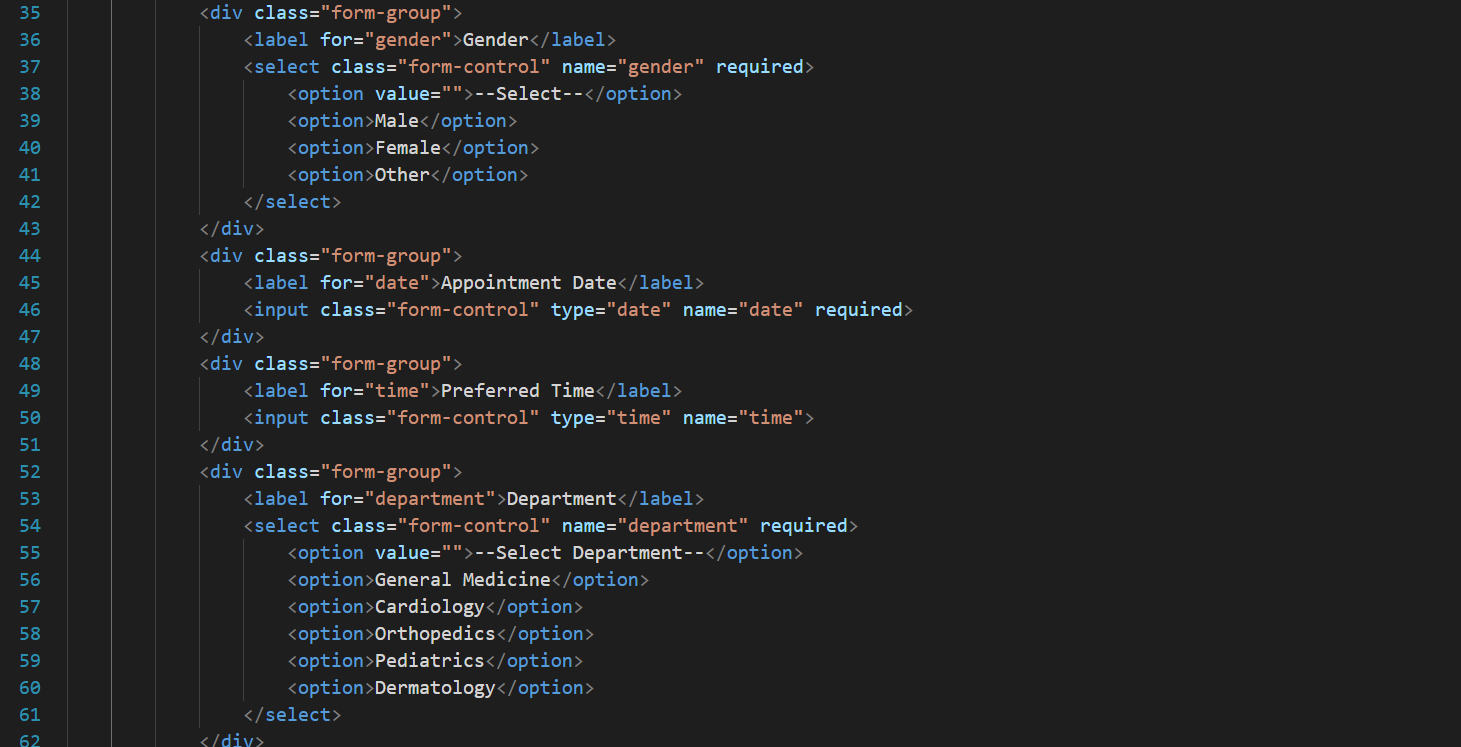 35 <div class="form-group">
36 <label for="gender">Gender</label>
37 <select class="form-control" name="gender" required>
38 <option value="">--Select--</option>
39 <option>Male</option>
40 <option>Female</option>
41 <option>Other</option>
42 </select>
43 </div>
44 <div class="form-group">
45 <label for="date">Appointment Date</label>
46 <input class="form-control" type="date" name="date" required>
47 </div>
48 <div class="form-group">
49 <label for="time">Preferred Time</label>
50 <input class="form-control" type="time" name="time">
51 </div>
52 <div class="form-group">
53 <label for="department">Department</label>
54 <select class="form-control" name="department" required>
55 <option value="">--Select Department--</option>
56 <option>General Medicine</option>
57 <option>Cardiology</option>
58 <option>Orthopedics</option>
59 <option>Pediatrics</option>
60 <option>Dermatology</option>
61 </select>
62 </div>